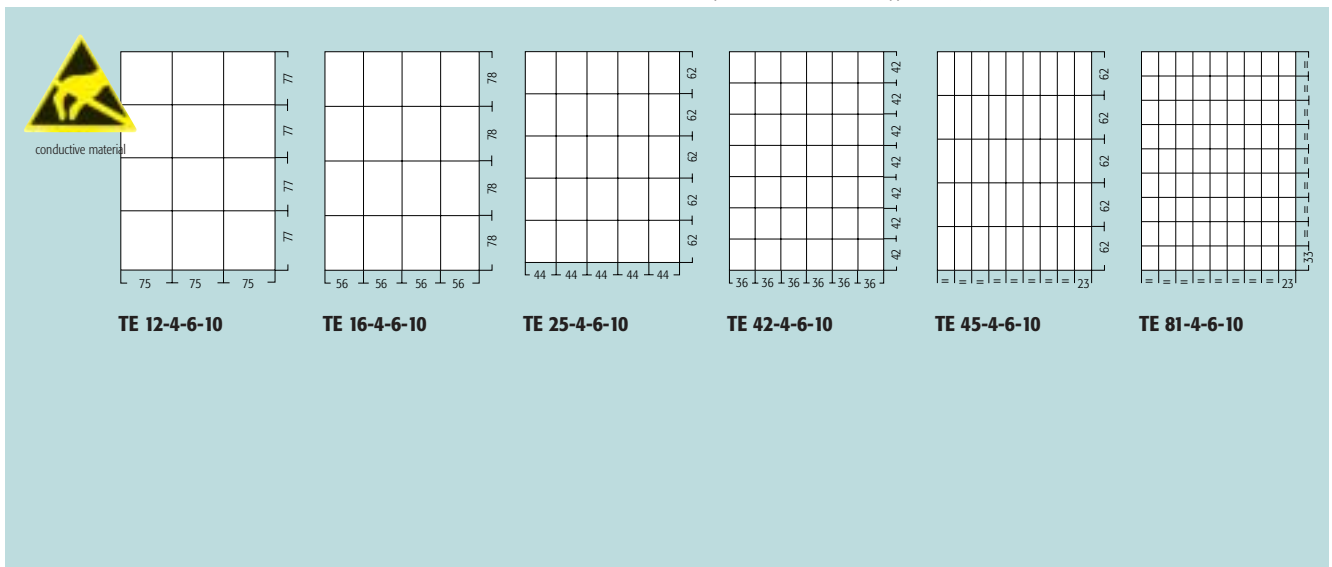 conductive material
77
77
77
77
75 75 75
TE 12-4-6-10
78
78
78
78
56 56 56 56
TE 16-4-6-10
62
62
62
62
62
44 44 44 44 44
TE 25-4-6-10
42
42
42
42
42
42
42
36 36 36 36 36 36
TE 42-4-6-10
62
62
62
62
62
= = = = = = = = 23
TE 45-4-6-10
=
=
=
=
=
=
=
=
33
= = = = = = = = 23
TE 81-4-6-10